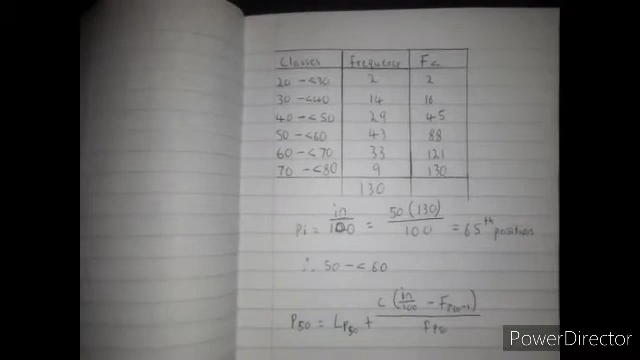 Classes Frequency F<
20 - <30 2 2
30 - <40 14 16
40 - <50 29 45
50 - <60 43 88
60 - <70 33 121
70 - <80 9 130
130
Pi = in/100 = 50(130)/100 = 65th position
∴ 50 - <60
P50 = LP50 + c(in/100 - FP50-1)/fP50
PowerDirector